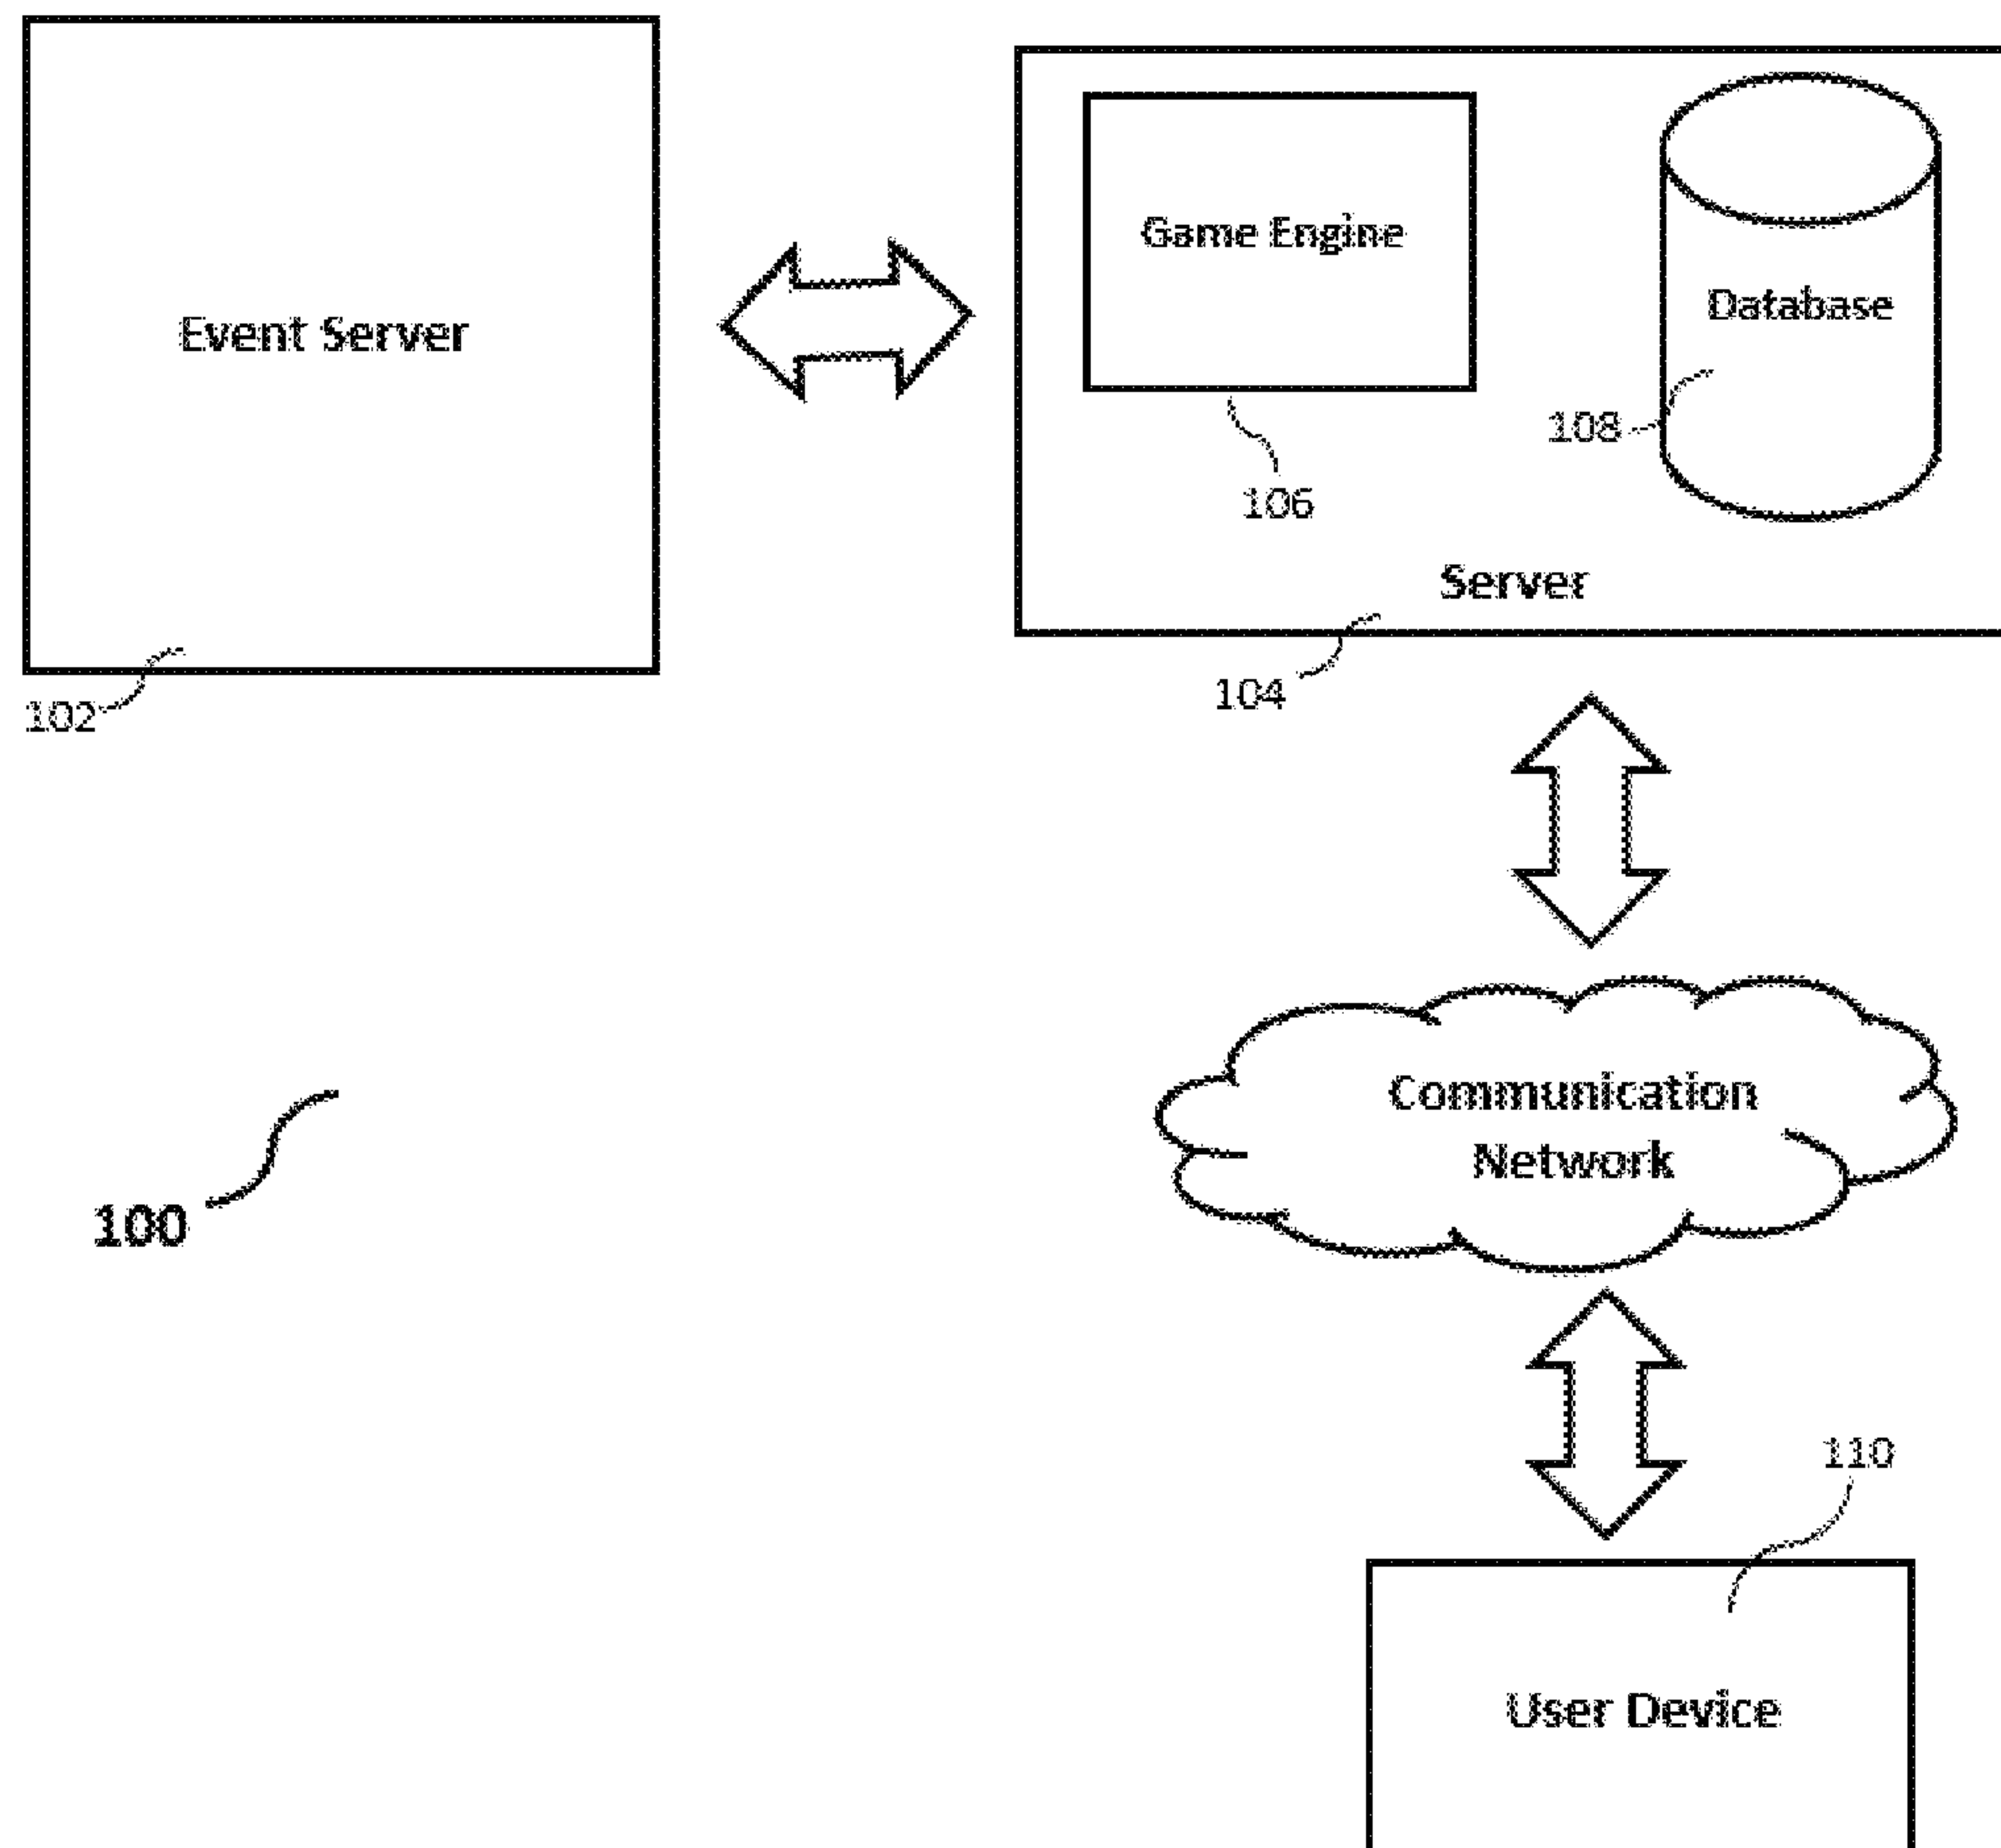 Event Server
102
Game Engine
106
Database
108
Server
104
Communication
Network
100
110
User Device